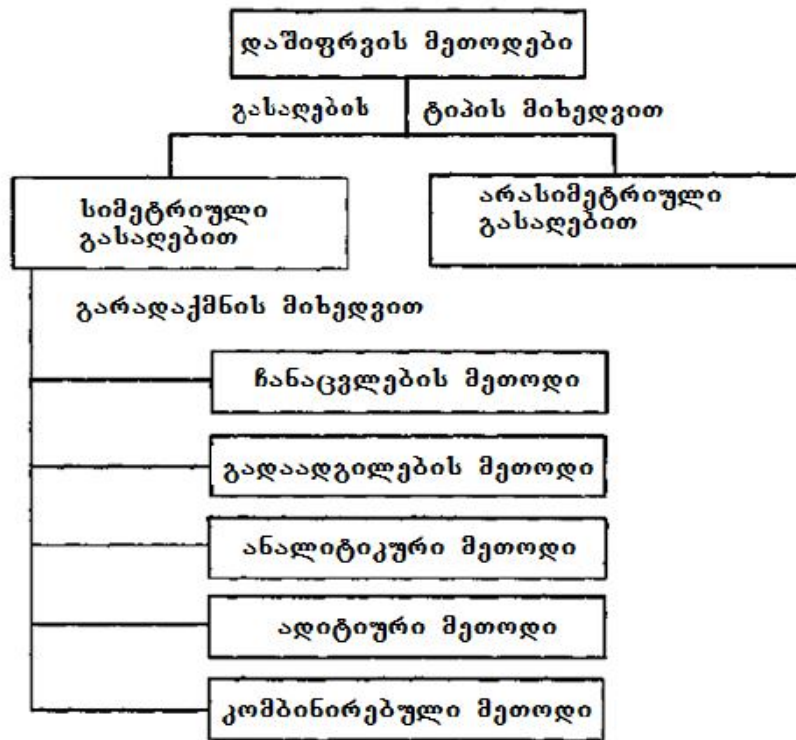 დაშიფრვის მეთოდები
გასაღების ტიპის მიხედვით
სიმეტრიული
გასაღებით
არასიმეტრიული
გასაღებით
გარადაქმნის მიხედვით
ჩანაცვლების მეთოდი
გადაადგილების მეთოდი
ანალიტიკური მეთოდი
ადიტიური მეთოდი
კომბინირებული მეთოდი